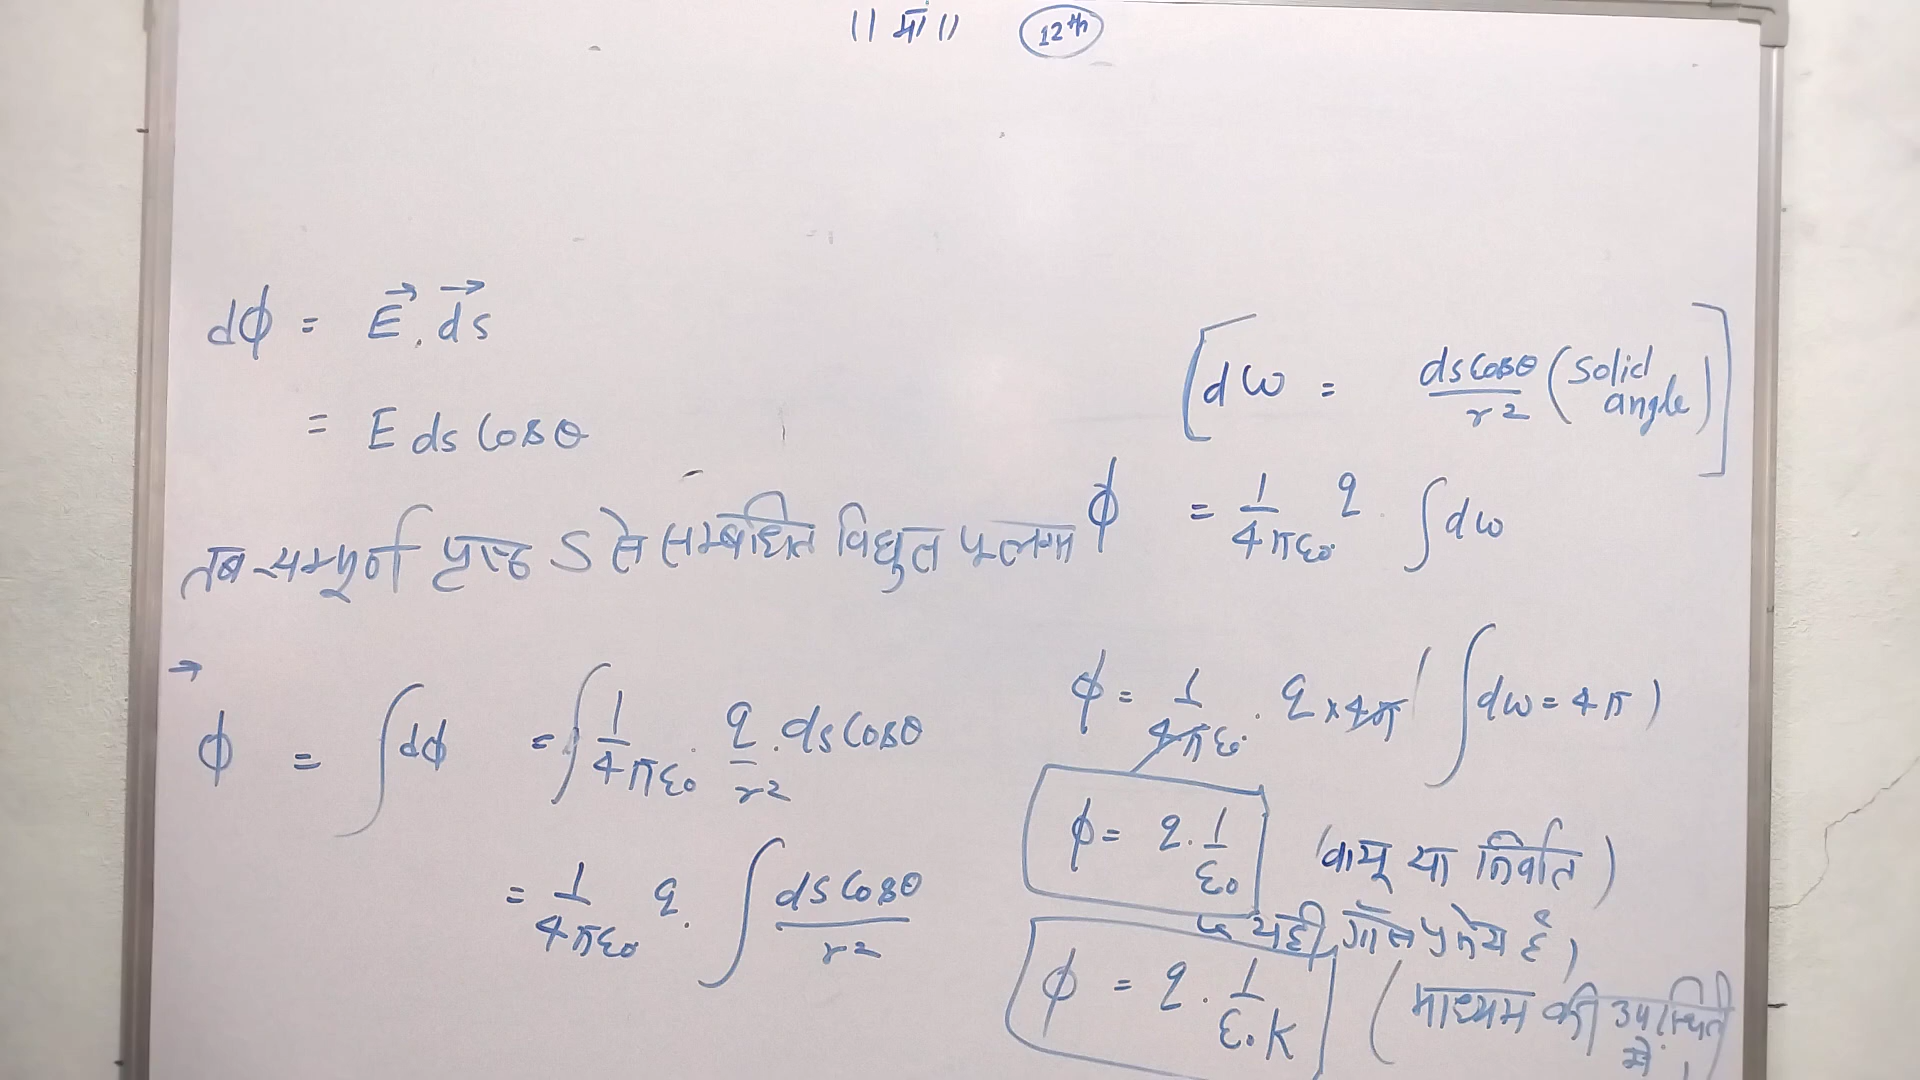 || माँ || 12th
dϕ = E⃗ . d⃗s
= E ds Cosθ
तब सम्पूर्ण पृष्ठ S से सम्बंधित विधुत फ्लक्स
→
ϕ = ∫dϕ = ∫ 1/4πε₀ . q/r² . ds Cosθ
= 1/4πε₀ q . ∫ ds Cosθ / r²
[ dω = ds Cosθ / r² (Solid angle) ]
ϕ = 1/4πε₀ q . ∫dω
ϕ = 1/4πε₀ . q × 4π ( ∫dω = 4π )
ϕ = q . 1/ε₀ (वायू या निर्वात)
यही गॉस प्रमेय है)
ϕ = q . 1/ε₀K (माध्यम की उपस्थिति
में)